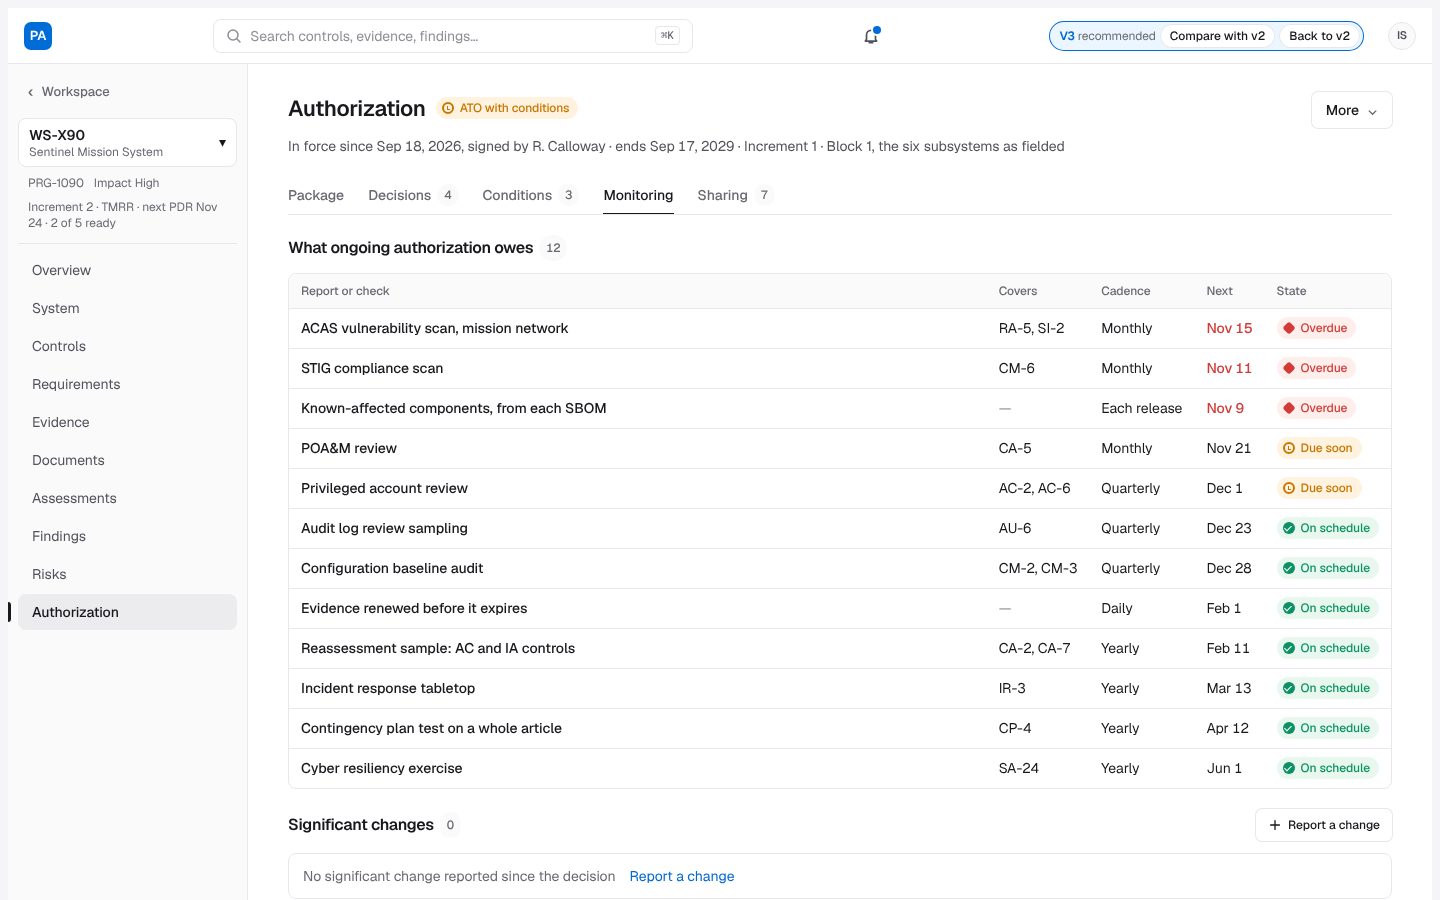 PA
Search controls, evidence, findings...
⌘K
V3 recommended Compare with v2 Back to v2
IS
‹ Workspace
WS-X90
Sentinel Mission System
PRG-1090 Impact High
Increment 2 · TMRR · next PDR Nov
24 · 2 of 5 ready
Overview
System
Controls
Requirements
Evidence
Documents
Assessments
Findings
Risks
Authorization
Authorization ATO with conditions
More
In force since Sep 18, 2026, signed by R. Calloway · ends Sep 17, 2029 · Increment 1 · Block 1, the six subsystems as fielded
Package Decisions 4 Conditions 3 Monitoring Sharing 7
What ongoing authorization owes 12
Report or check Covers Cadence Next State
ACAS vulnerability scan, mission network RA-5, SI-2 Monthly Nov 15 Overdue
STIG compliance scan CM-6 Monthly Nov 11 Overdue
Known-affected components, from each SBOM — Each release Nov 9 Overdue
POA&M review CA-5 Monthly Nov 21 Due soon
Privileged account review AC-2, AC-6 Quarterly Dec 1 Due soon
Audit log review sampling AU-6 Quarterly Dec 23 On schedule
Configuration baseline audit CM-2, CM-3 Quarterly Dec 28 On schedule
Evidence renewed before it expires — Daily Feb 1 On schedule
Reassessment sample: AC and IA controls CA-2, CA-7 Yearly Feb 11 On schedule
Incident response tabletop IR-3 Yearly Mar 13 On schedule
Contingency plan test on a whole article CP-4 Yearly Apr 12 On schedule
Cyber resiliency exercise SA-24 Yearly Jun 1 On schedule
Significant changes 0
+ Report a change
No significant change reported since the decision Report a change